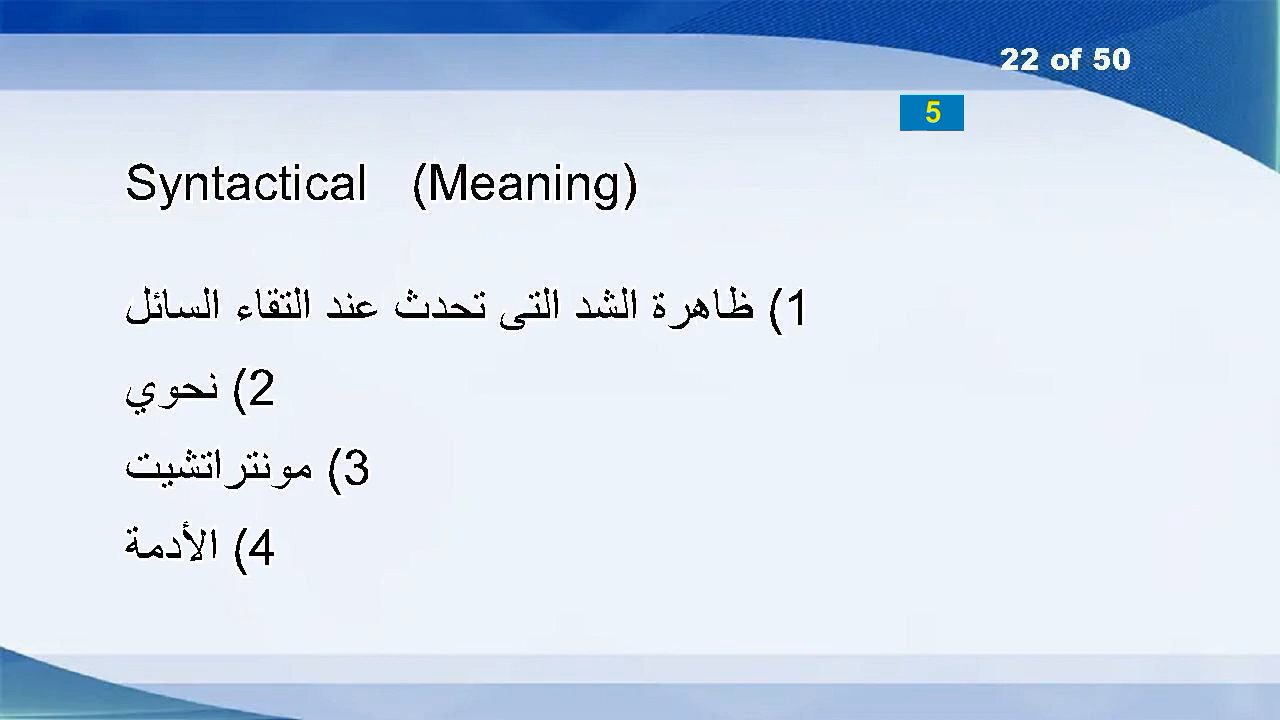 22 of 50
5
Syntactical (Meaning)
1) ظاهرة الشد التى تحدث عند التقاء السائل
2) نحوي
3) مونتراتشيت
4) الأدمة